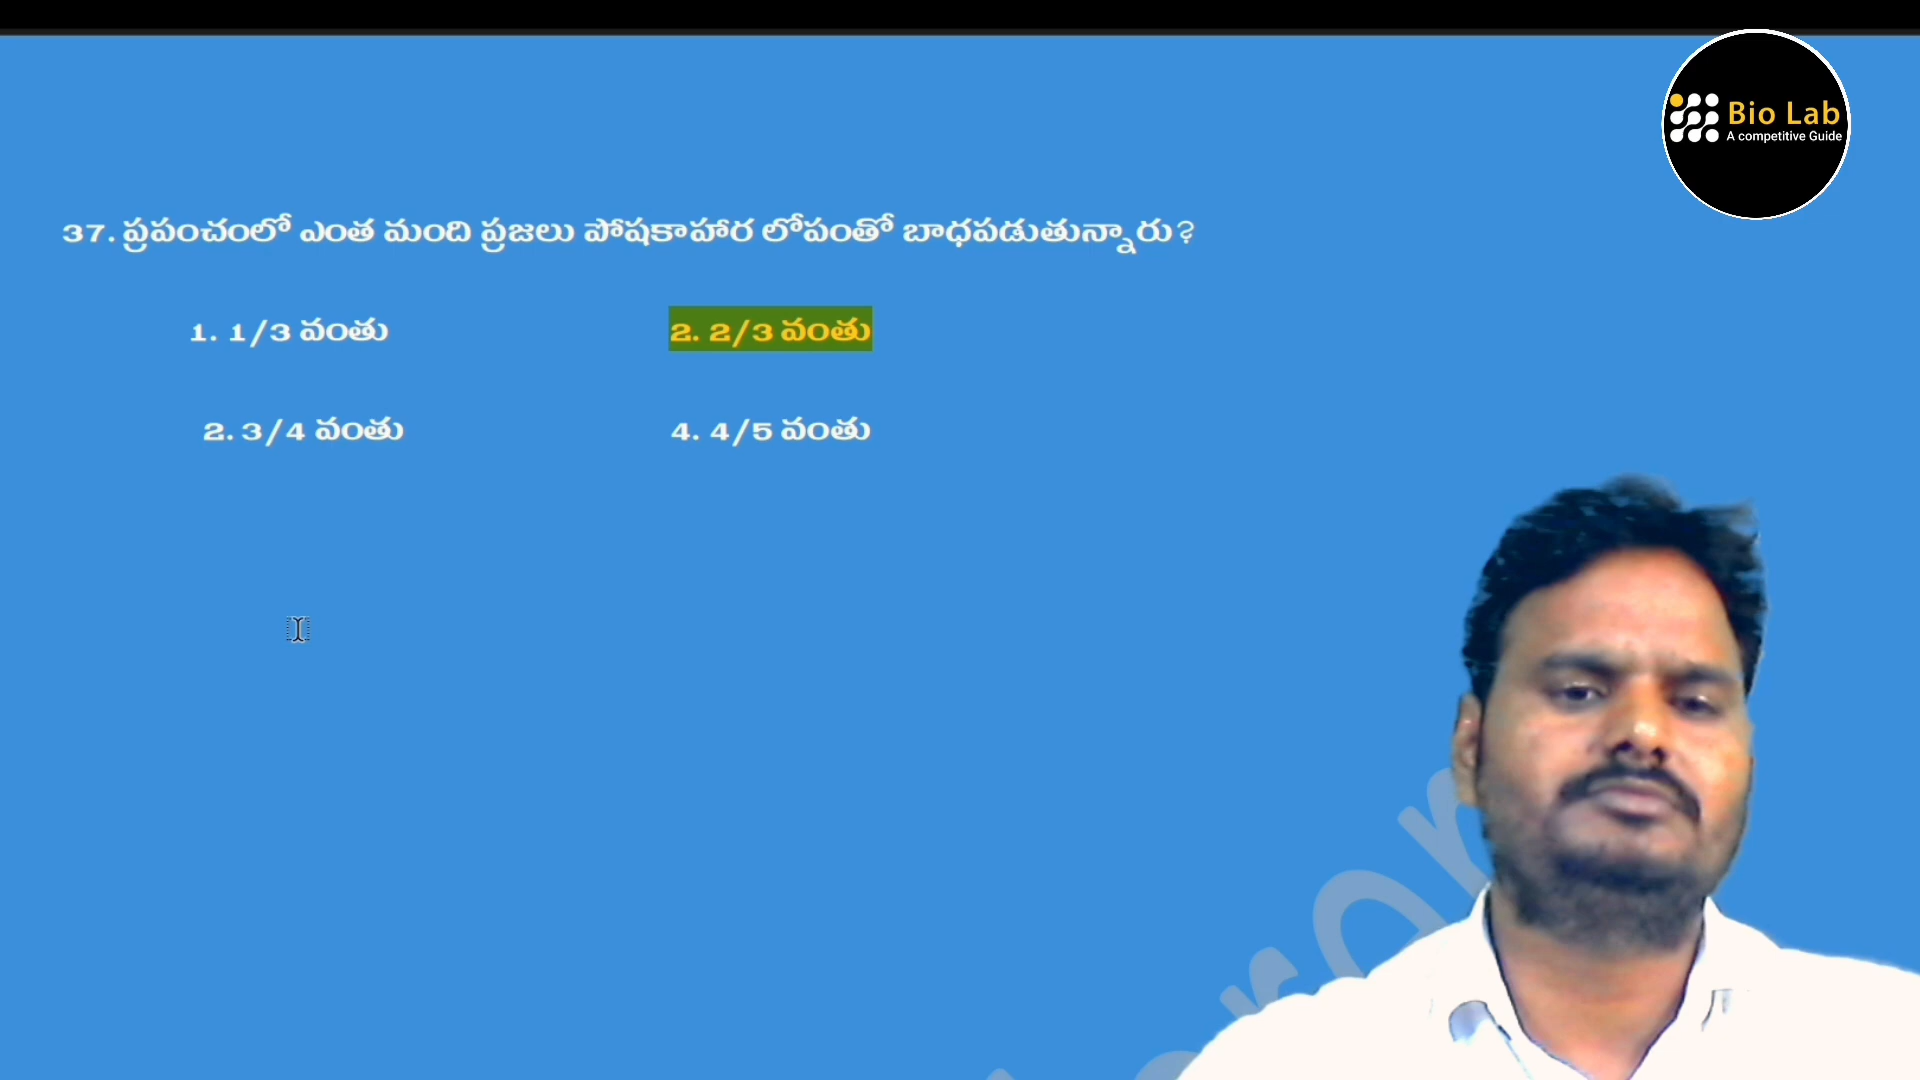 Bio Lab
A competitive Guide
37. ప్రపంచంలో ఎంత మంది ప్రజలు పోషకాహార లోపంతో బాధపడుతున్నారు?
1. 1/3 వంతు
2. 2/3 వంతు
2. 3/4 వంతు
4. 4/5 వంతు